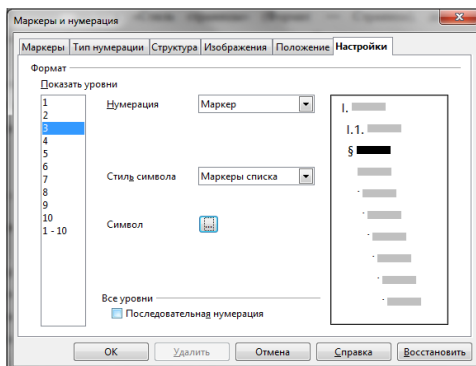 Маркеры и нумерация
Маркеры Тип нумерации Структура Изображения Положение Настройки
Формат
Показать уровни
1
2
3
4
5
6
7
8
9
10
1 - 10
Нумерация Маркер
Стиль символа Маркеры списка
Символ ...
Все уровни
Последовательная нумерация
I.
I.1.
§
ОК Удалить Отмена Справка Восстановить